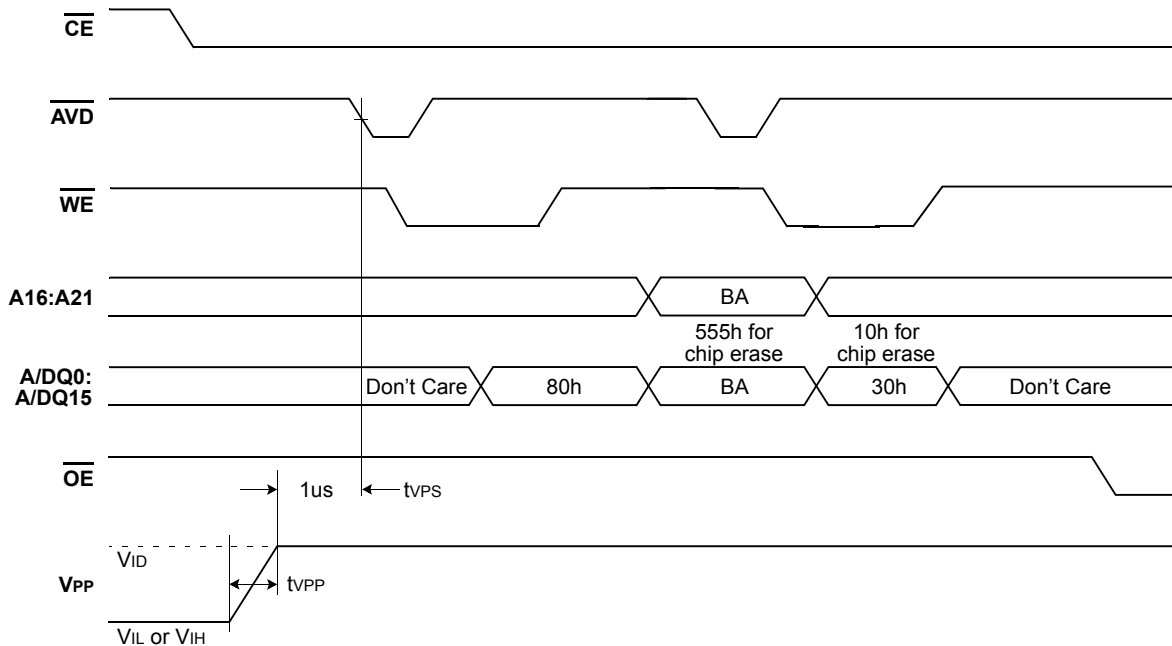 CE
AVD
WE
A16:A21
BA
555h for
chip erase
10h for
chip erase
A/DQ0:
A/DQ15
Don't Care
80h
BA
30h
Don't Care
OE
1us
tVPS
VID
VPP
tVPP
VIL or VIH